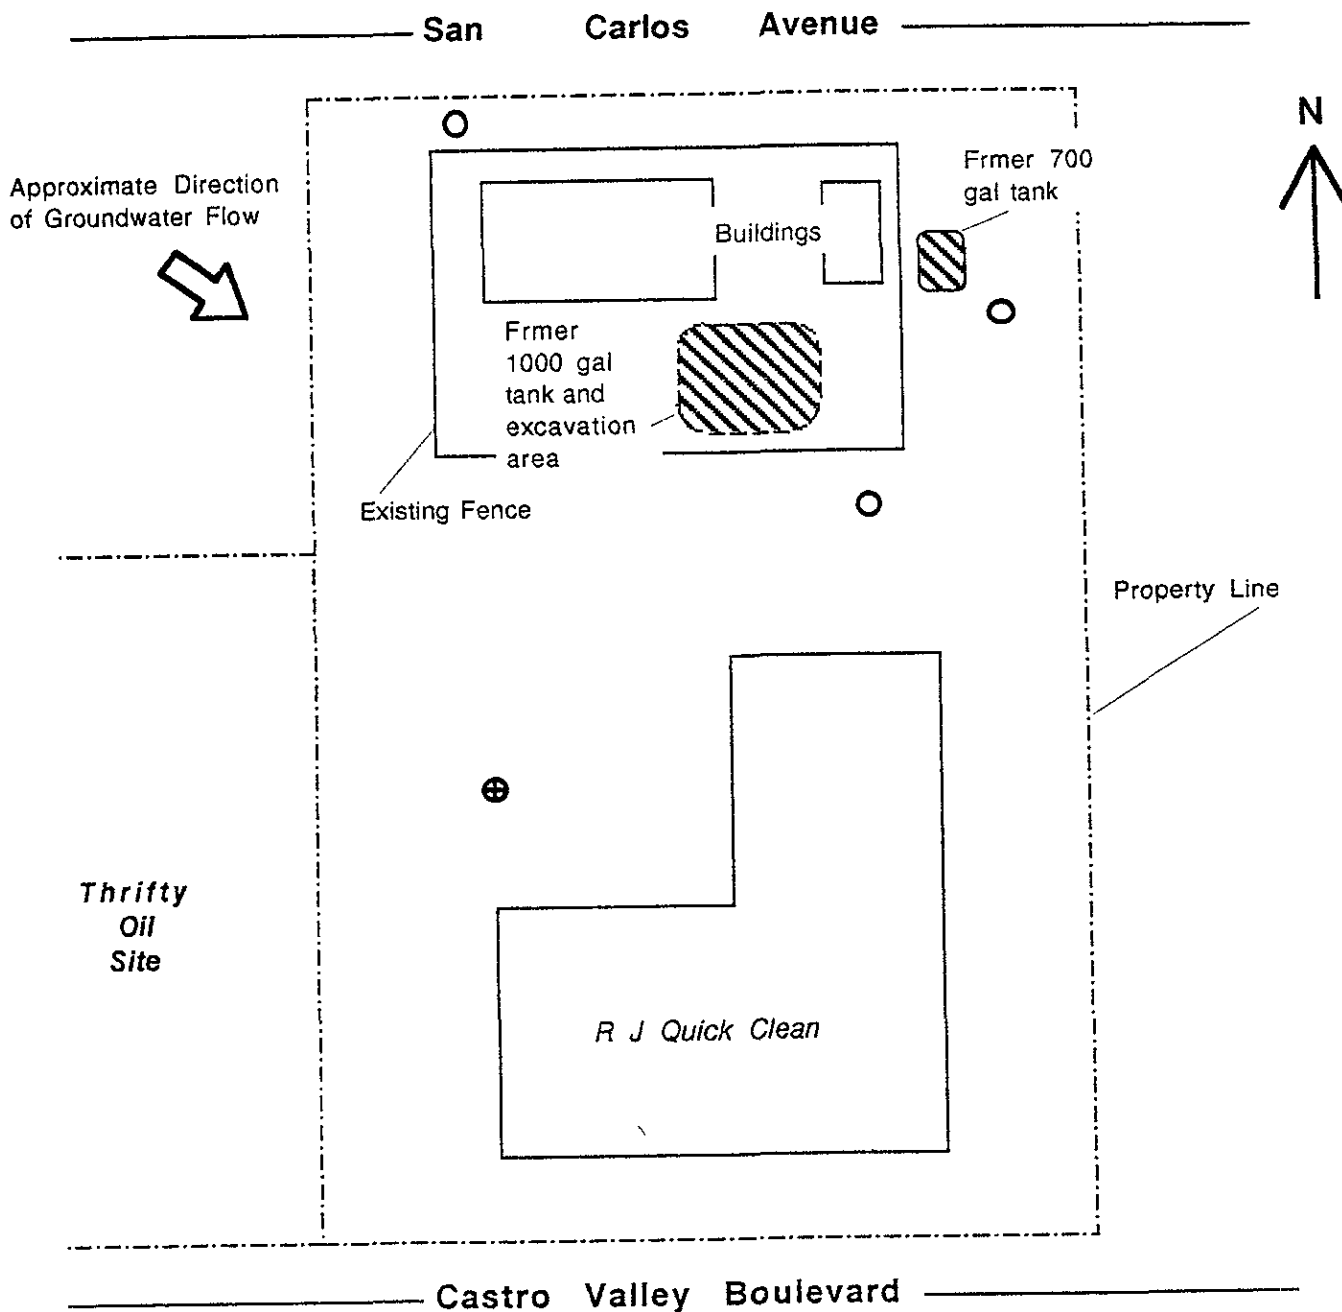 San Carlos Avenue
N
Approximate Direction
of Groundwater Flow
Frmer 700
gal tank
Buildings
Frmer
1000 gal
tank and
excavation
area
Existing Fence
Property Line
Thrifty
Oil
Site
R J Quick Clean
Castro Valley Boulevard